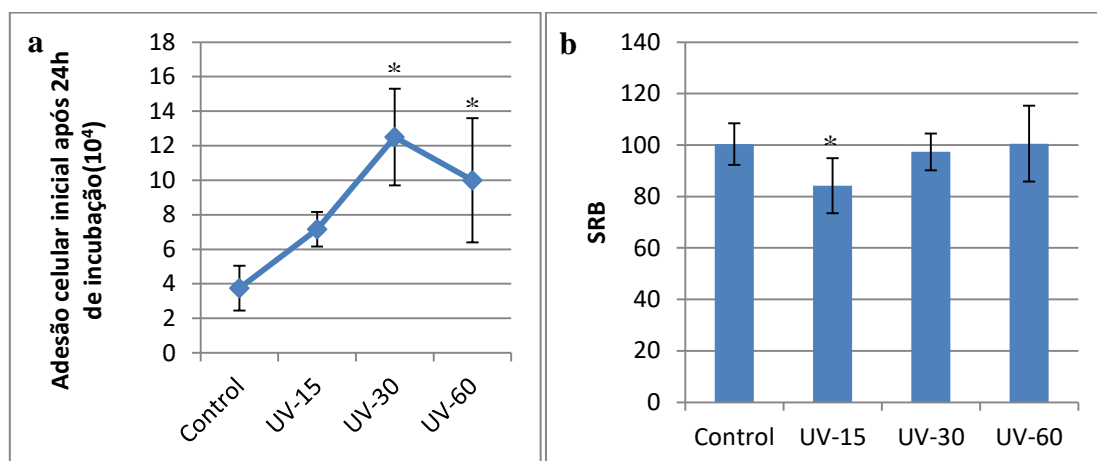 a
Adesão celular inicial após 24h
de incubação(10⁴)
18
16
14
12
10
8
6
4
2
0
*
*
Control
UV-15
UV-30
UV-60
b
SRB
140
120
100
80
60
40
20
0
*
Control
UV-15
UV-30
UV-60